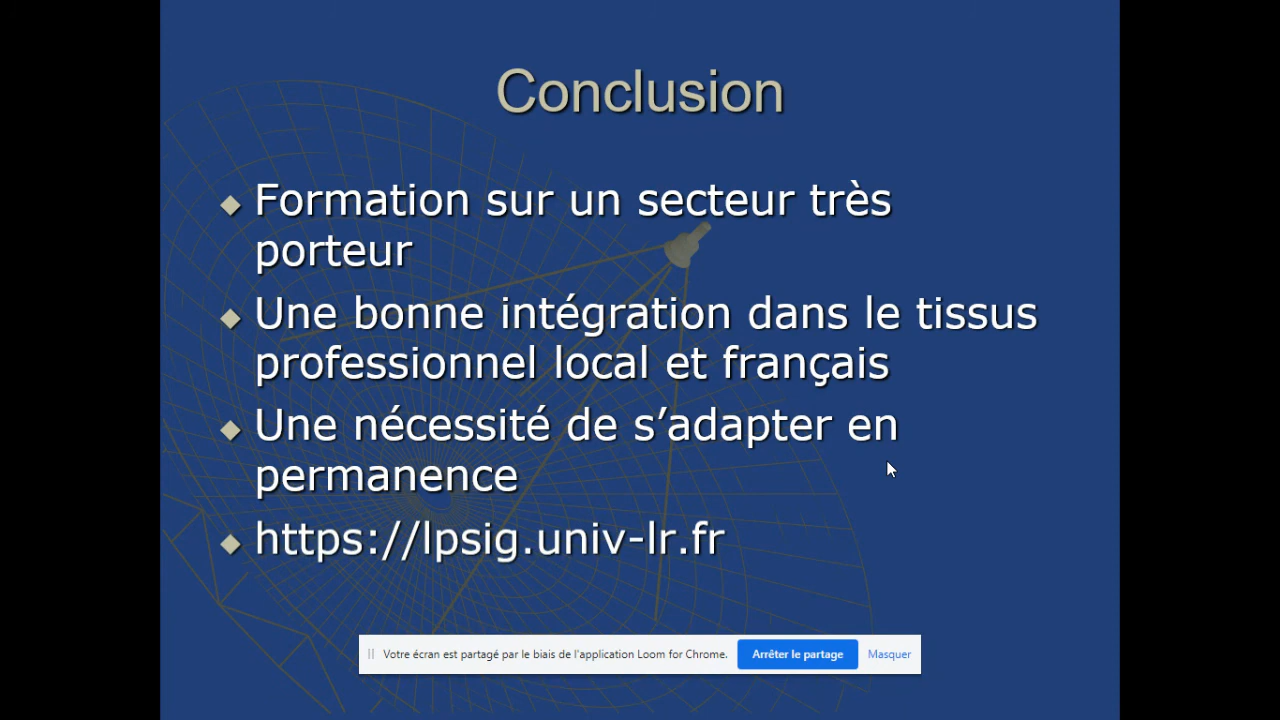 Conclusion
Formation sur un secteur très
porteur
Une bonne intégration dans le tissus
professionnel local et français
Une nécessité de s’adapter en
permanence
https://lpsig.univ-lr.fr
Votre écran est partagé par le biais de l'application Loom for Chrome. Arrêter le partage Masquer